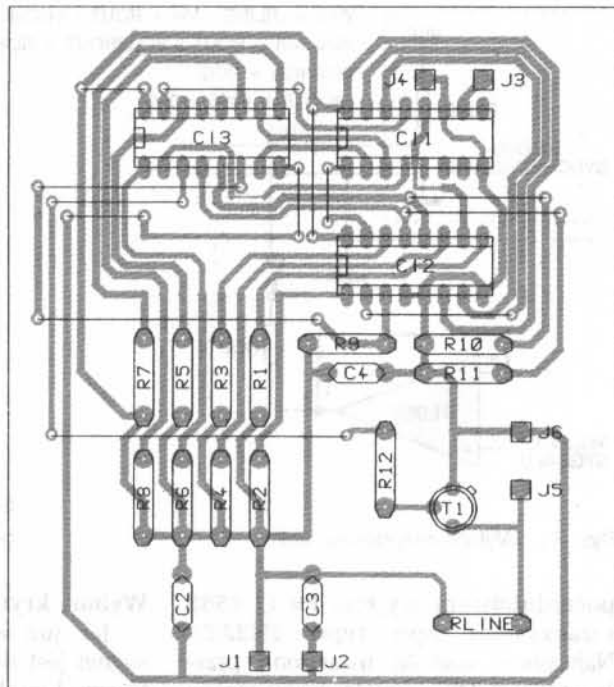 J4 J3
CI3 CI1
CI2
R9 R10
C4 R11
R7 R5 R3 R1
J6
R12
J5
R8 R6 R4 R2
T1
C2 C3
RLINE
J1 J2